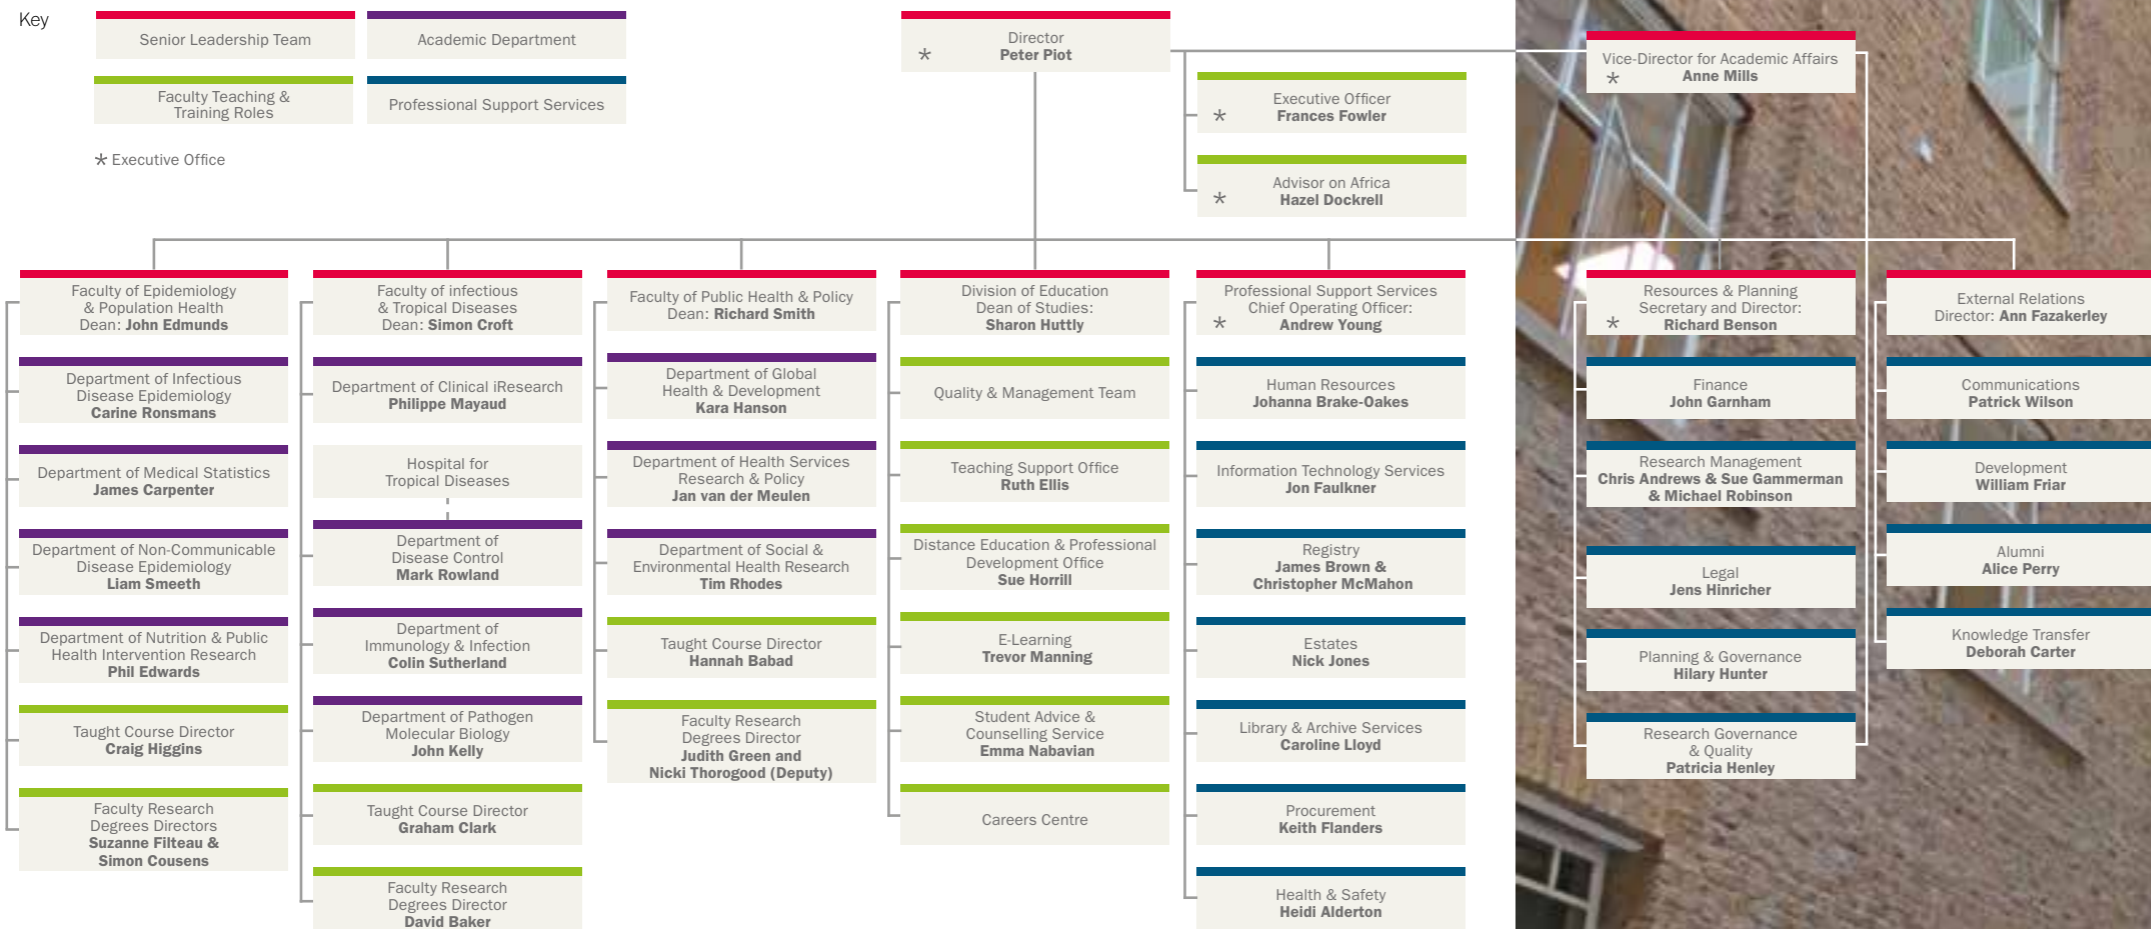 Key
Senior Leadership Team
Academic Department
Faculty Teaching &
Training Roles
Professional Support Services
* Executive Office
Director
* Peter Piot
Executive Officer
* Frances Fowler
Advisor on Africa
* Hazel Dockrell
Vice-Director for Academic Affairs
* Anne Mills
Faculty of Epidemiology
& Population Health
Dean: John Edmunds
Department of Infectious
Disease Epidemiology
Carine Ronsmans
Department of Medical Statistics
James Carpenter
Department of Non-Communicable
Disease Epidemiology
Liam Smeeth
Department of Nutrition & Public
Health Intervention Research
Phil Edwards
Taught Course Director
Craig Higgins
Faculty Research
Degrees Directors
Suzanne Filteau &
Simon Cousens
Faculty of infectious
& Tropical Diseases
Dean: Simon Croft
Department of Clinical iResearch
Philippe Mayaud
Hospital for
Tropical Diseases
Department of
Disease Control
Mark Rowland
Department of
Immunology & Infection
Colin Sutherland
Department of Pathogen
Molecular Biology
John Kelly
Taught Course Director
Graham Clark
Faculty Research
Degrees Director
David Baker
Faculty of Public Health & Policy
Dean: Richard Smith
Department of Global
Health & Development
Kara Hanson
Department of Health Services
Research & Policy
Jan van der Meulen
Department of Social &
Environmental Health Research
Tim Rhodes
Taught Course Director
Hannah Babad
Faculty Research
Degrees Director
Judith Green and
Nicki Thorogood (Deputy)
Division of Education
Dean of Studies:
Sharon Huttly
Quality & Management Team
Teaching Support Office
Ruth Ellis
Distance Education & Professional
Development Office
Sue Horrill
E-Learning
Trevor Manning
Student Advice &
Counselling Service
Emma Nabavian
Careers Centre
Professional Support Services
Chief Operating Officer:
* Andrew Young
Human Resources
Johanna Brake-Oakes
Information Technology Services
Jon Faulkner
Registry
James Brown &
Christopher McMahon
Estates
Nick Jones
Library & Archive Services
Caroline Lloyd
Procurement
Keith Flanders
Health & Safety
Heidi Alderton
Resources & Planning
Secretary and Director:
* Richard Benson
Finance
John Garnham
Research Management
Chris Andrews & Sue Gammerman
& Michael Robinson
Legal
Jens Hinricher
Planning & Governance
Hilary Hunter
Research Governance
& Quality
Patricia Henley
External Relations
Director: Ann Fazakerley
Communications
Patrick Wilson
Development
William Friar
Alumni
Alice Perry
Knowledge Transfer
Deborah Carter